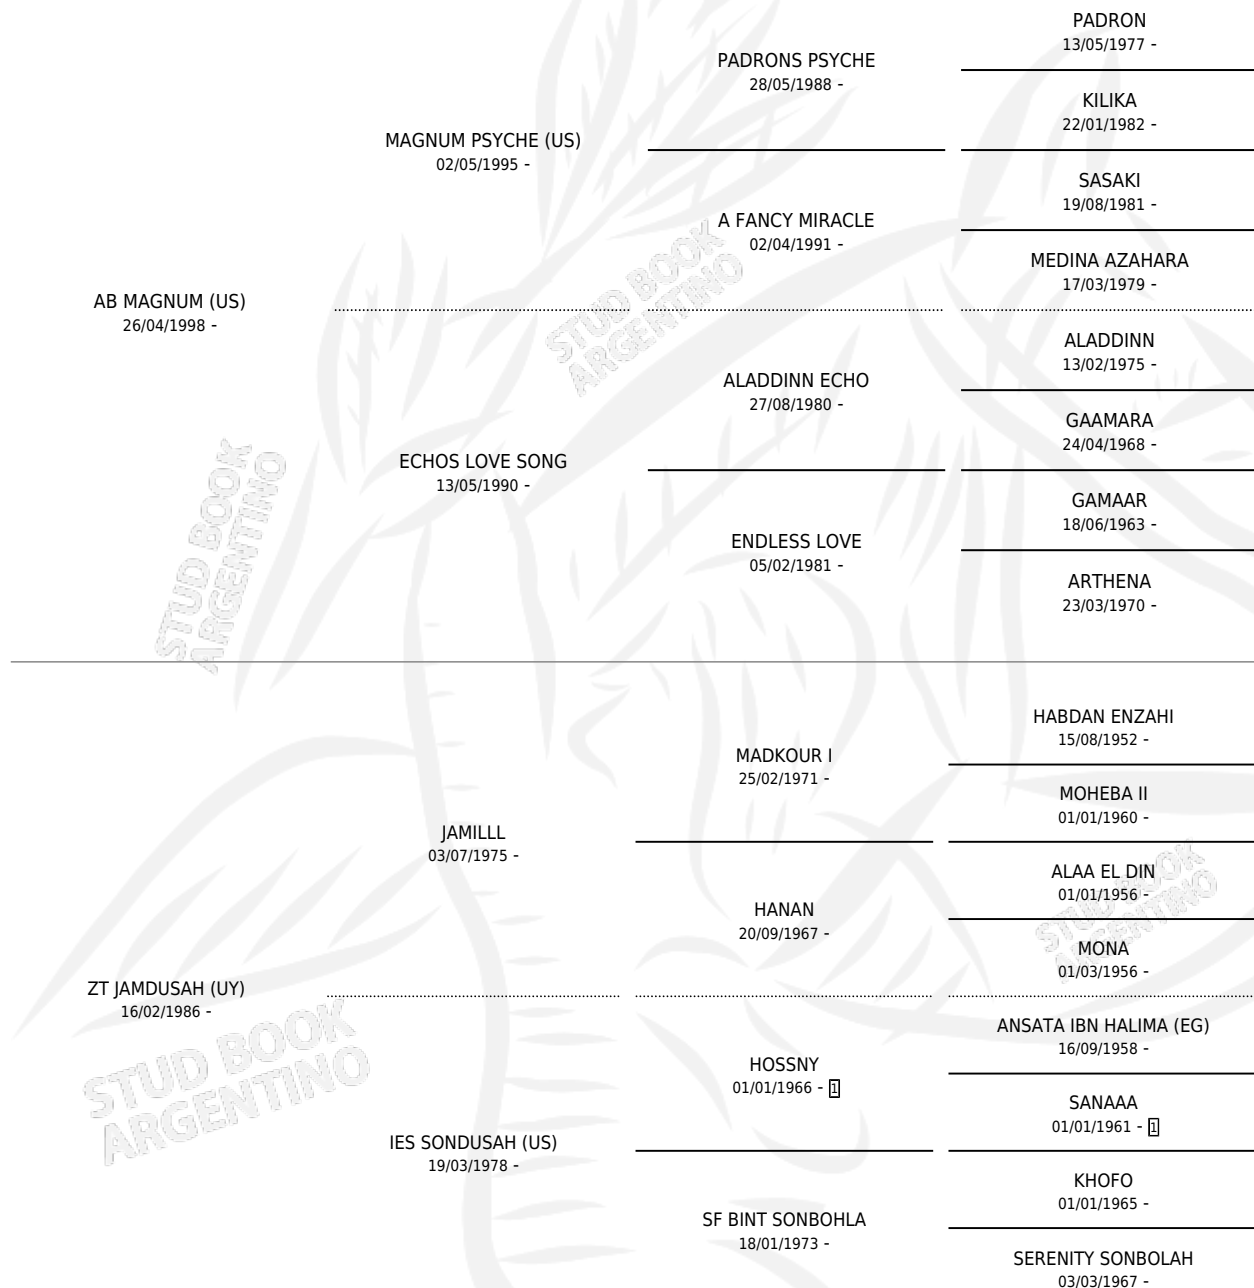 PADRON
13/05/1977 -
PADRONS PSYCHE
28/05/1988 -
KILIKA
22/01/1982 -
MAGNUM PSYCHE (US)
02/05/1995 -
SASAKI
19/08/1981 -
A FANCY MIRACLE
02/04/1991 -
MEDINA AZAHARA
17/03/1979 -
AB MAGNUM (US)
26/04/1998 -
ALADDINN
13/02/1975 -
ALADDINN ECHO
27/08/1980 -
GAAMARA
24/04/1968 -
ECHOS LOVE SONG
13/05/1990 -
GAMAAR
18/06/1963 -
ENDLESS LOVE
05/02/1981 -
ARTHENA
23/03/1970 -
HABDAN ENZAHI
15/08/1952 -
MADKOUR I
25/02/1971 -
MOHEBA II
01/01/1960 -
JAMILLL
03/07/1975 -
ALAA EL DIN
01/01/1956 -
HANAN
20/09/1967 -
MONA
01/03/1956 -
ZT JAMDUSAH (UY)
16/02/1986 -
ANSATA IBN HALIMA (EG)
16/09/1958 -
HOSSNY
01/01/1966 - 1
SANAAA
01/01/1961 - 1
IES SONDUSAH (US)
19/03/1978 -
KHOFO
01/01/1965 -
SF BINT SONBOHLA
18/01/1973 -
SERENITY SONBOLAH
03/03/1967 -
STUD BOOK
ARGENTINO
STUD BOOK
ARGENTINO
STUD BOOK
ARGENTINO
STUD BOOK
ARGENTINO